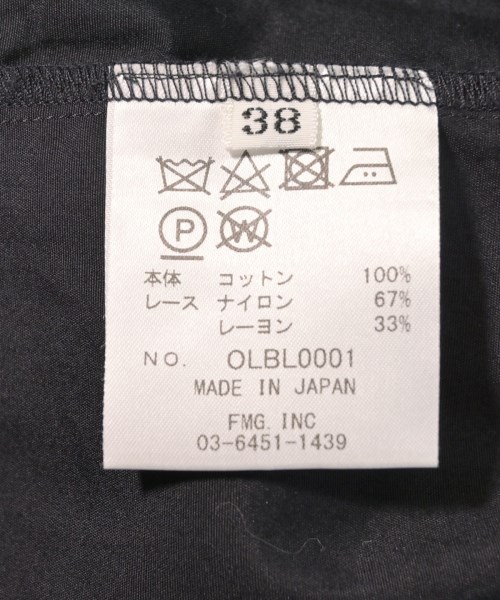 38
P W
本体 コットン 100%
レース ナイロン 67%
レーヨン 33%
NO. OLBL0001
MADE IN JAPAN
FMG. INC
03-6451-1439